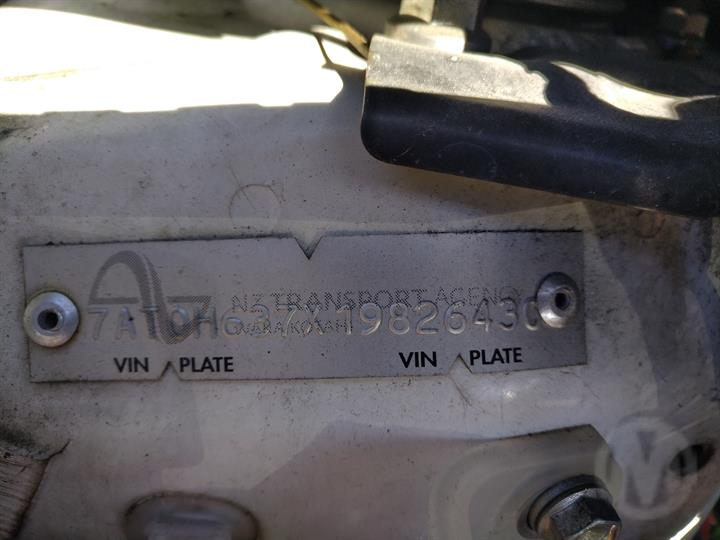 NZ TRANSPORT AGENCY
WAKA KOTAHI
7AT0H637X19826430
VIN PLATE VIN PLATE
M